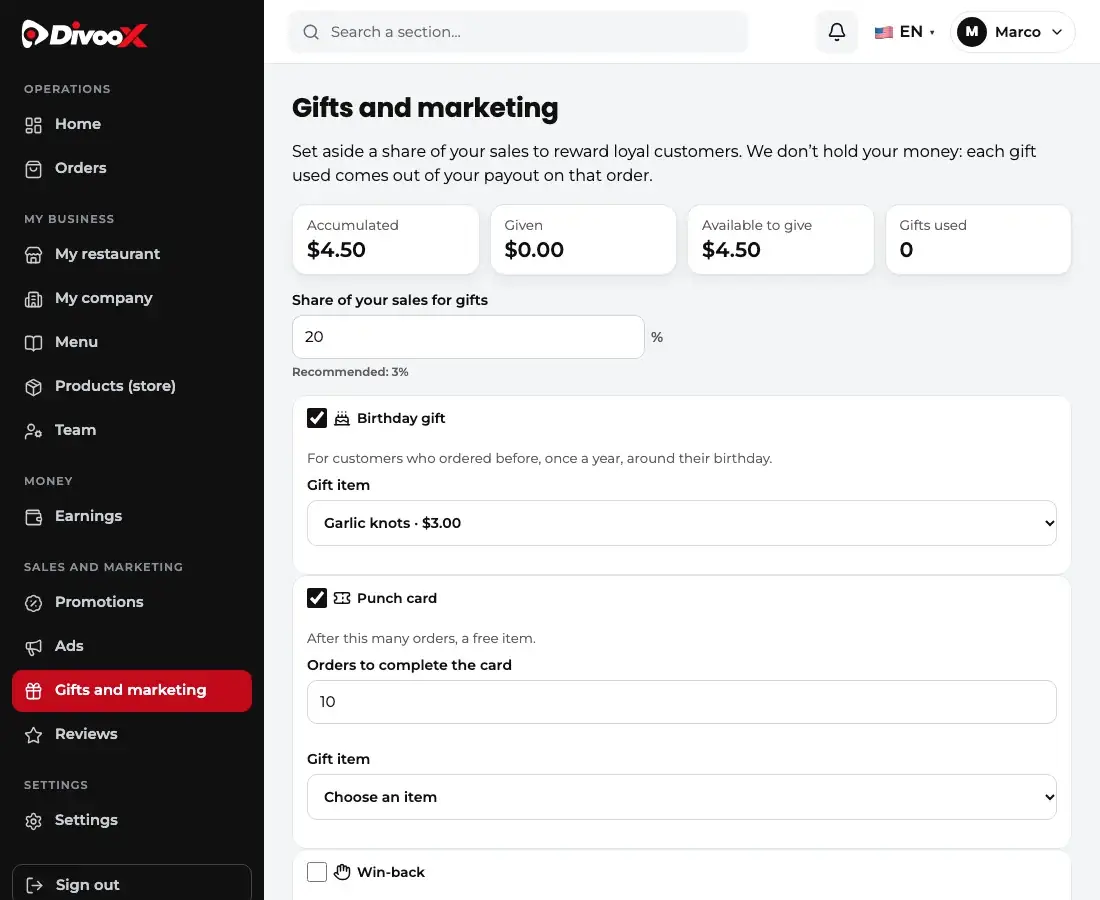 DivooX
Search a section...
EN
M
Marco
OPERATIONS
Home
Orders
MY BUSINESS
My restaurant
My company
Menu
Products (store)
Team
MONEY
Earnings
SALES AND MARKETING
Promotions
Ads
Gifts and marketing
Reviews
SETTINGS
Settings
Sign out
Gifts and marketing
Set aside a share of your sales to reward loyal customers. We don’t hold your money: each gift
used comes out of your payout on that order.
Accumulated
$4.50
Given
$0.00
Available to give
$4.50
Gifts used
0
Share of your sales for gifts
20
%
Recommended: 3%
Birthday gift
For customers who ordered before, once a year, around their birthday.
Gift item
Garlic knots · $3.00
Punch card
After this many orders, a free item.
Orders to complete the card
10
Gift item
Choose an item
Win-back